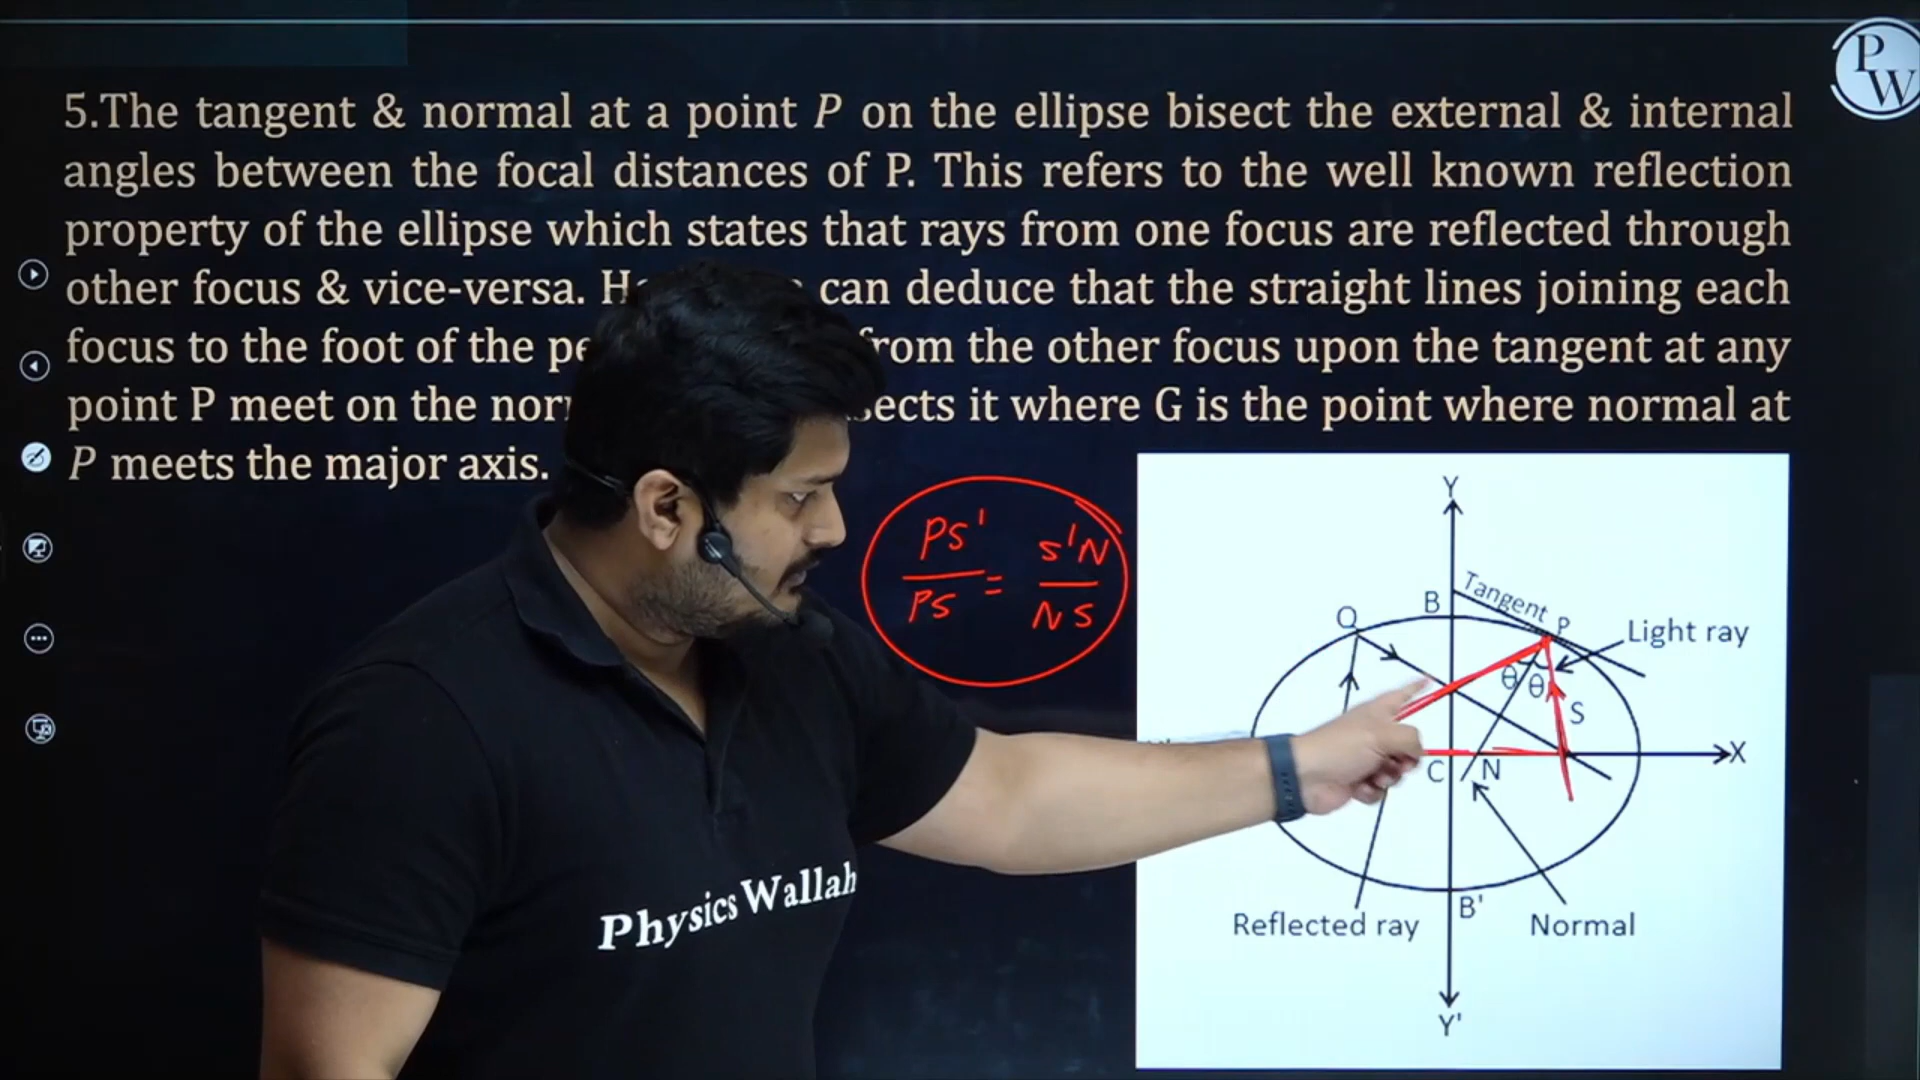 P
W
5.The tangent & normal at a point P on the ellipse bisect the external & internal
angles between the focal distances of P. This refers to the well known reflection
property of the ellipse which states that rays from one focus are reflected through
other focus & vice-versa. can deduce that the straight lines joining each
focus to the foot of the from the other focus upon the tangent at any
point P meet on the it where G is the point where normal at
P meets the major axis.
PS' / PS = S'N / NS
Y
Tangent
B
Q
P
Light ray
θ θ
S
X
C N
B'
Reflected ray
Normal
Y'
Physics Wallah